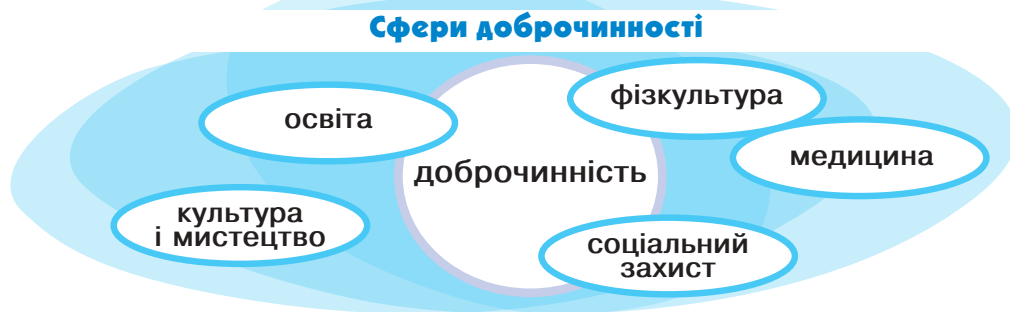 Сфери доброчинності
фізкультура
освіта
медицина
доброчинність
культура
і мистецтво
соціальний
захист